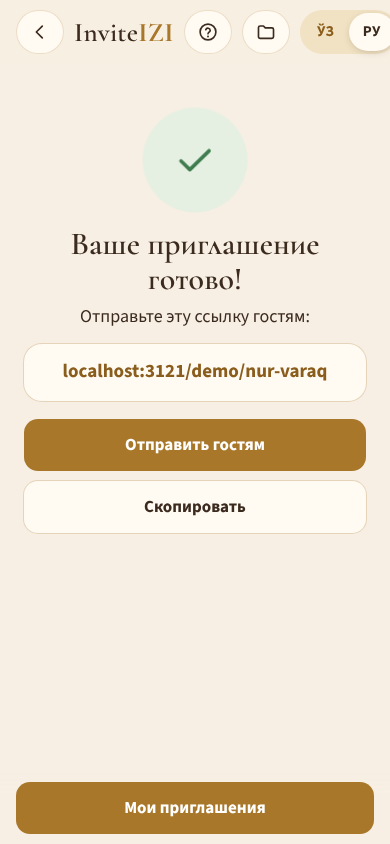 InviteIZI
ЎЗ
РУ
Ваше приглашение
готово!
Отправьте эту ссылку гостям:
localhost:3121/demo/nur-varaq
Отправить гостям
Скопировать
Мои приглашения